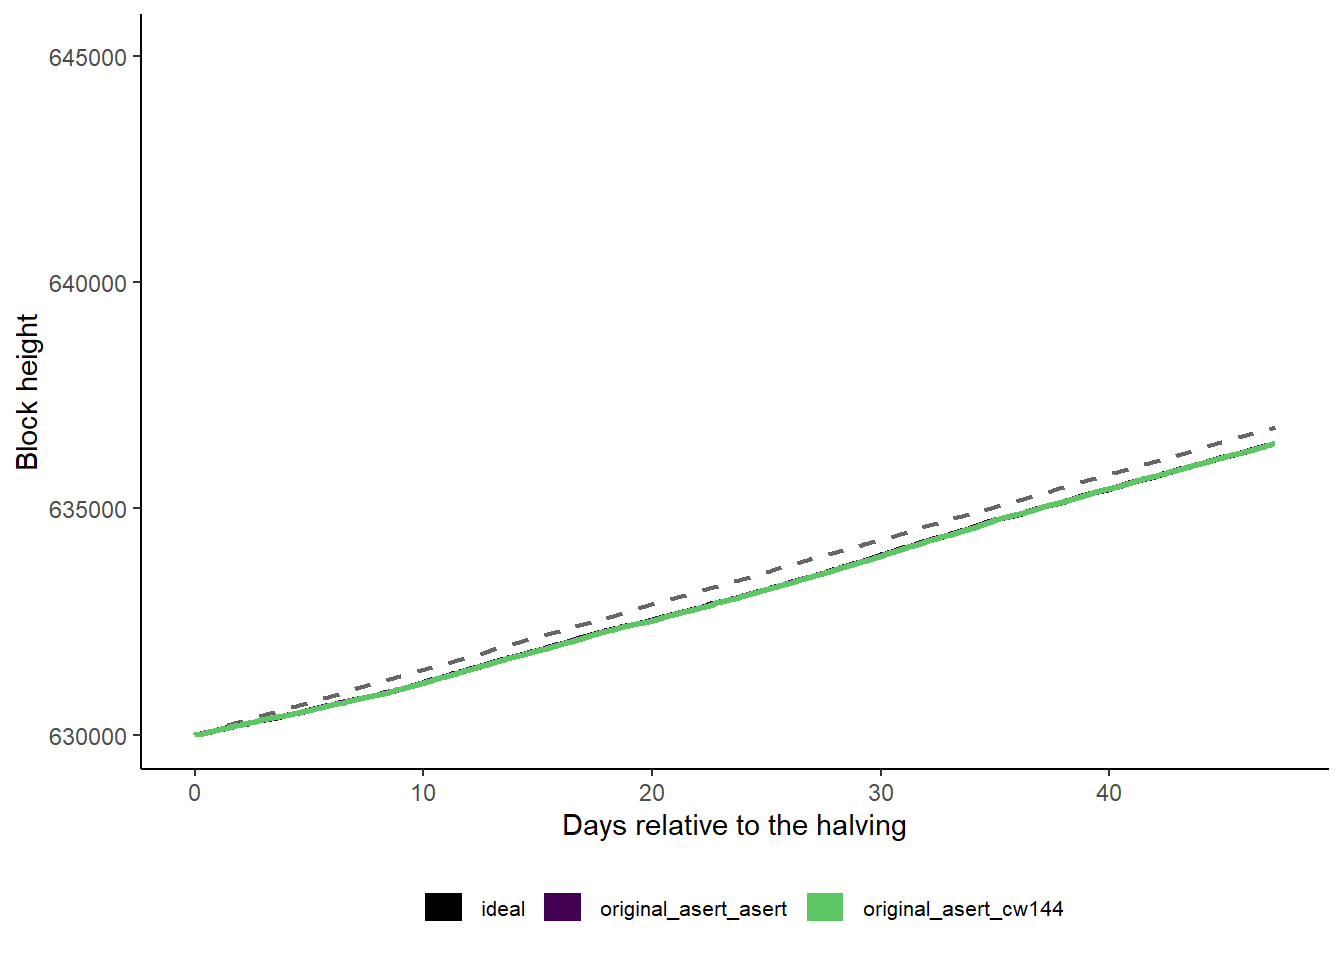 645000
640000
635000
630000
Block height
0 10 20 30 40
Days relative to the halving
ideal original_asert_asert original_asert_cw144